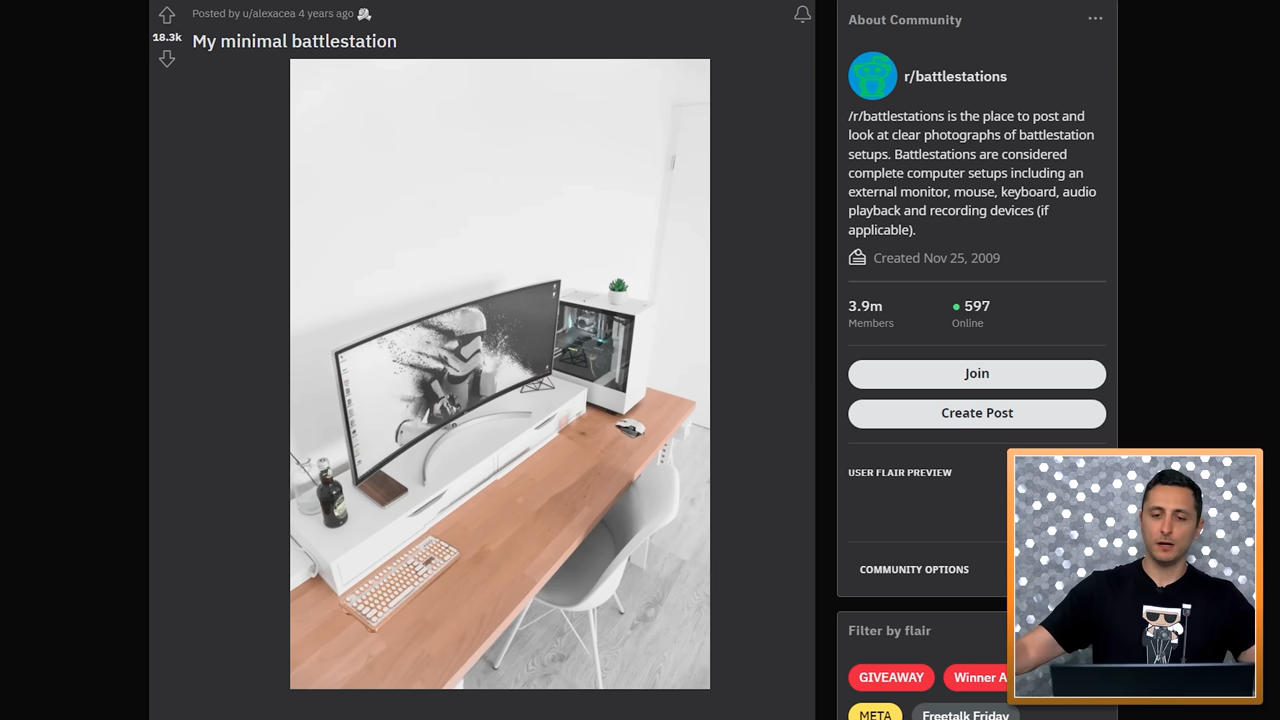 Posted by u/alexacea 4 years ago
18.3k
My minimal battlestation
About Community
r/battlestations
/r/battlestations is the place to post and
look at clear photographs of battlestation
setups. Battlestations are considered
complete computer setups including an
external monitor, mouse, keyboard, audio
playback and recording devices (if
applicable).
Created Nov 25, 2009
3.9m
Members
597
Online
Join
Create Post
USER FLAIR PREVIEW
COMMUNITY OPTIONS
Filter by flair
GIVEAWAY
Winner A
META
Freetalk Friday